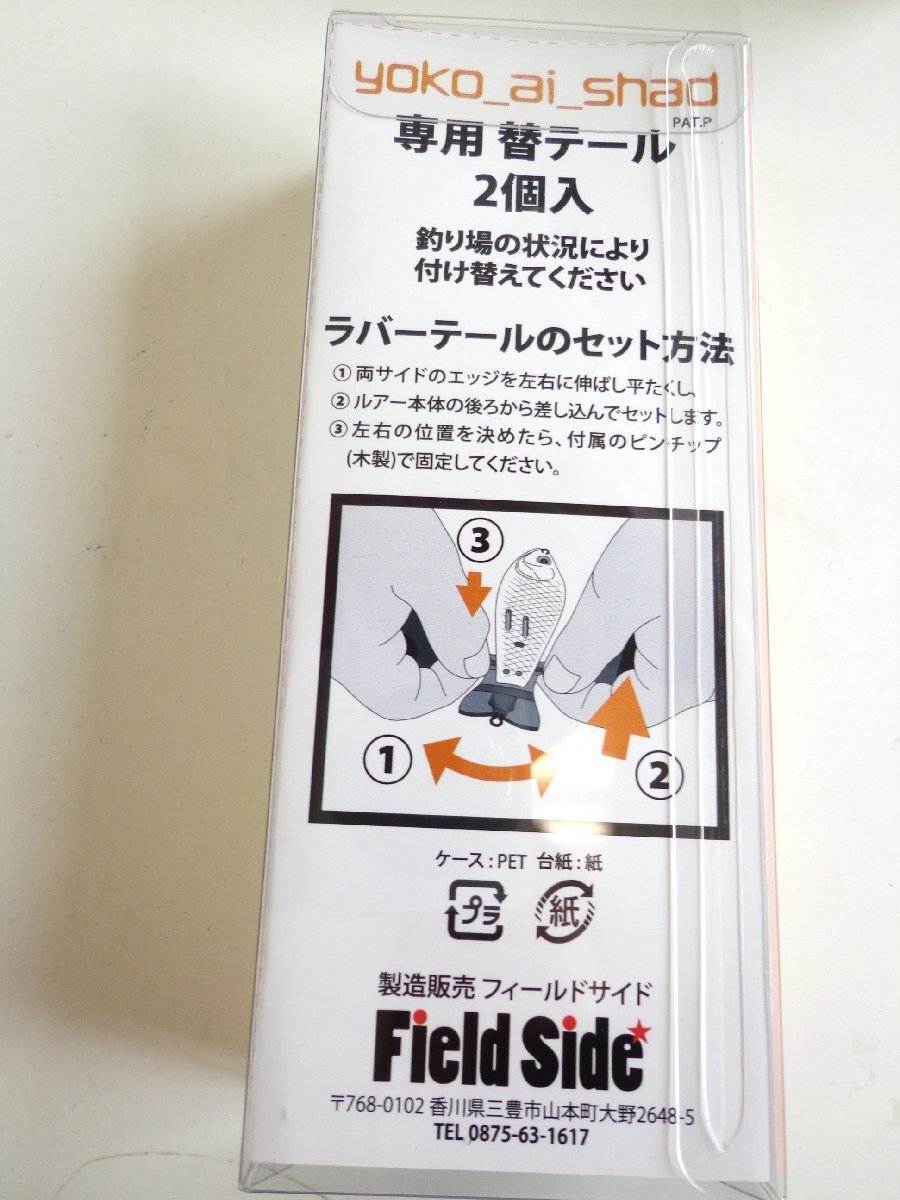 yoko_ai_shad
PAT.P
専用 替テール
2個入
釣り場の状況により
付け替えてください
ラバーテールのセット方法
① 両サイドのエッジを左右に伸ばし平たくし、
② ルアー本体の後ろから差し込んでセットします。
③ 左右の位置を決めたら、付属のピンチップ
(木製)で固定してください。
③
① ②
ケース : PET 台紙 : 紙
プラ 紙
製造販売 フィールドサイド
Field Side
〒768-0102 香川県三豊市山本町大野2648-5
TEL 0875-63-1617